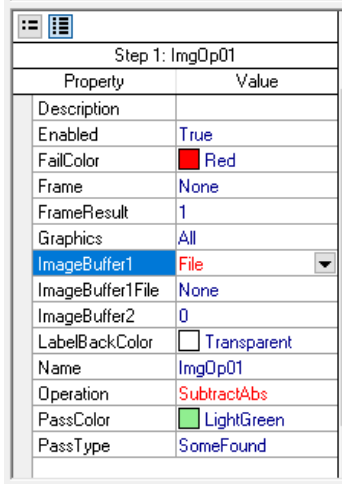 Step 1: ImgOp01
Property Value
Description
Enabled True
FailColor Red
Frame None
FrameResult 1
Graphics All
ImageBuffer1 File
ImageBuffer1File None
ImageBuffer2 0
LabelBackColor Transparent
Name ImgOp01
Operation SubtractAbs
PassColor LightGreen
PassType SomeFound